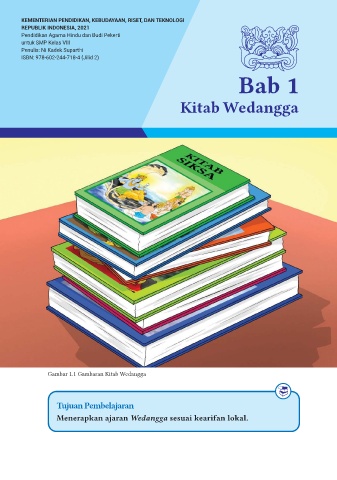 KEMENTERIAN PENDIDIKAN, KEBUDAYAAN, RISET, DAN TEKNOLOGI
REPUBLIK INDONESIA, 2021
Pendidikan Agama Hindu dan Budi Pekerti
untuk SMP Kelas VIII
Penulis: Ni Kadek Suparthi
ISBN: 978-602-244-718-4 (Jilid 2)
Bab 1
Kitab Wedangga
KITAB
SIKSA
Gambar 1.1 Gambaran Kitab Wedangga
Tujuan Pembelajaran
Menerapkan ajaran Wedangga sesuai kearifan lokal.